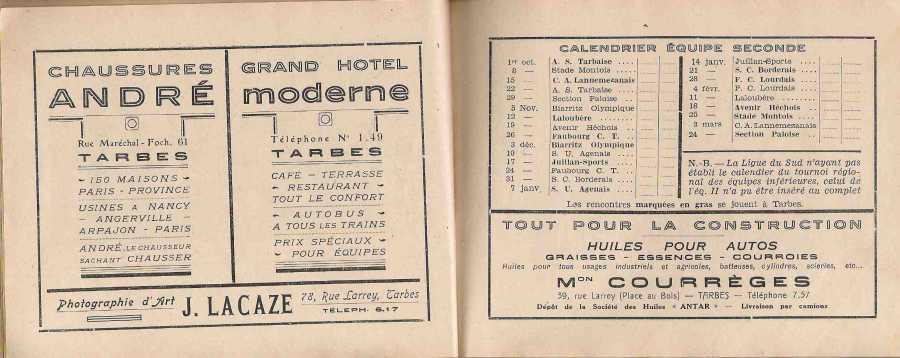 CHAUSSURES
ANDRÉ
Rue Maréchal-Foch, 61
TARBES
150 MAISONS
PARIS - PROVINCE
USINES A NANCY
- ANGERVILLE -
ARPAJON - PARIS
ANDRÉ, LE CHAUSSEUR
SACHANT CHAUSSER
GRAND HOTEL
moderne
Téléphone N° 1.49
TARBES
CAFÉ - TERRASSE
- RESTAURANT -
TOUT LE CONFORT
- AUTOBUS -
A TOUS LES TRAINS
PRIX SPÉCIAUX -
- POUR ÉQUIPES
Photographie d'Art J. LACAZE 78, Rue Larrey, Tarbes
TÉLÉPH. 6.17
CALENDRIER ÉQUIPE SECONDE
1er oct. A. S. Tarbaise ....
8 — Stade Montois ....
15 — C. A. Lannemezanais
22 — A. S. Tarbaise ....
29 — Section Paloise ..
5 Nov. Biarritz Olympique
12 — Laloubère ........
19 — Avenir Héchois ..
26 — Faubourg C. T. ..
3 déc. Biarritz Olympique
10 — S. U. Agenais ....
17 — Juillan-Sports ....
24 — Faubourg C. T. ..
31 — S. C. Borderais ....
7 janv. S. U. Agenais ....
14 janv. Juillan-Sports ....
21 — S. C. Borderais ....
28 — F. C. Lourdais ....
4 févr. F. C. Lourdais ....
11 — Laloubère ........
18 — Avenir Héchois ....
25 — Stade Montois ....
3 mars C. A. Lannemezanais
24 — Section Paloise ..
N.-B. — La Ligue du Sud n'ayant pas
établi le calendier du tournoi régio-
nal des équipes inférieures, celui de
l'éq. II n'a pu être inséré au complet
Les rencontres marquées en gras se jouent à Tarbes.
TOUT POUR LA CONSTRUCTION
HUILES POUR AUTOS
GRAISSES - ESSENCES - COURROIES
Huiles pour tous usages industriels et agricoles, batteuses, cylindres, scieries, etc...
MON COURRÈGES
39, rue Larrey (Place au Bois) — TARBES — Téléphone 7.57
Dépôt de la Société des Huiles « ANTAR » — Livraison par camions